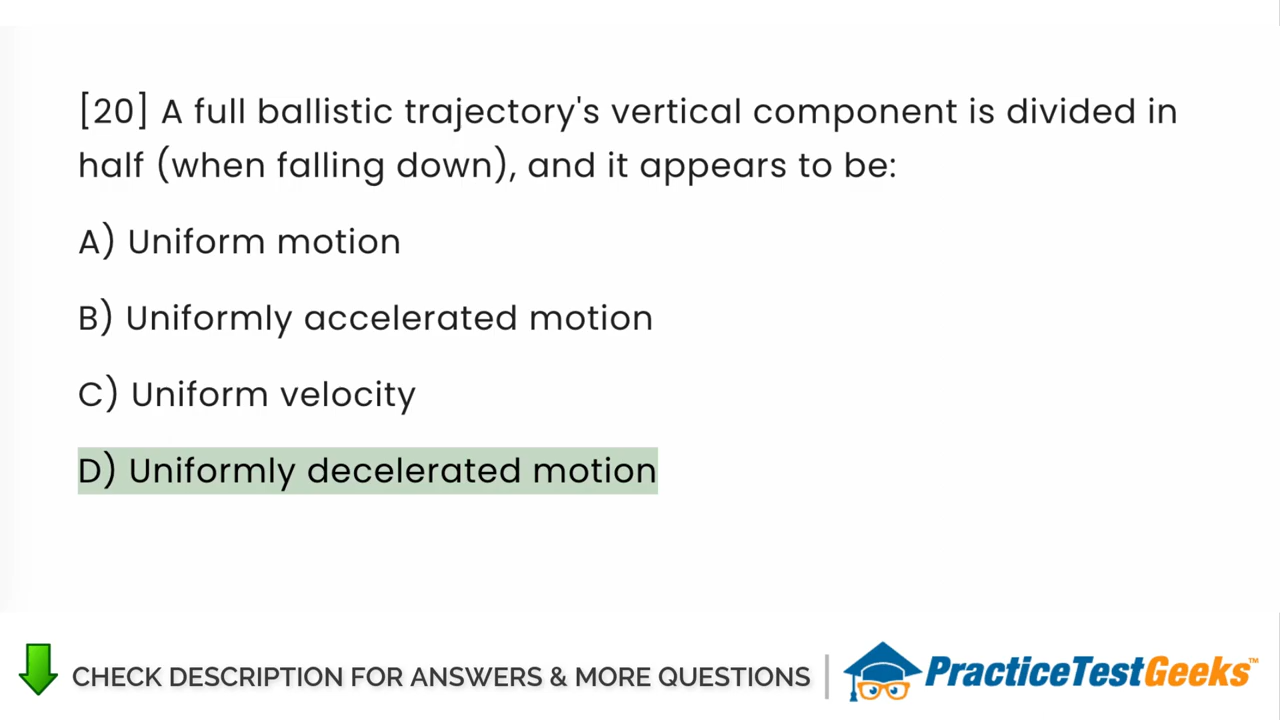 [20] A full ballistic trajectory's vertical component is divided in
half (when falling down), and it appears to be:
A) Uniform motion
B) Uniformly accelerated motion
C) Uniform velocity
D) Uniformly decelerated motion
CHECK DESCRIPTION FOR ANSWERS & MORE QUESTIONS | PracticeTestGeeks™